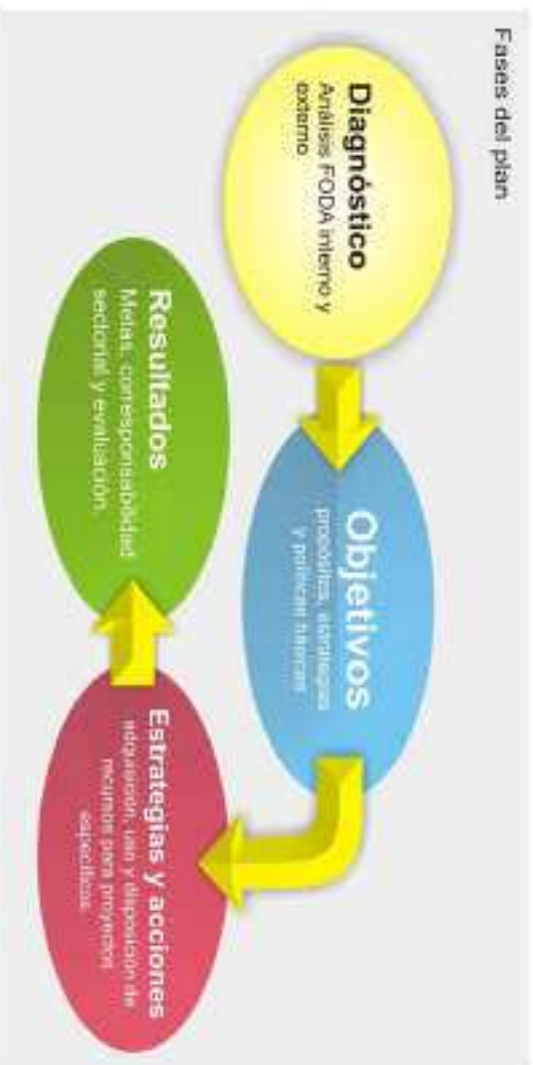 Fases del plan
Diagnóstico
Análisis FODA interno y
externo
Objetivos
propósitos, estrategias
y políticas básicas
Estrategias y acciones
adquisición, uso y disposición de
recursos para proyectos
específicos.
Resultados
Metas, corresponsabilidad
sectorial y evaluación.